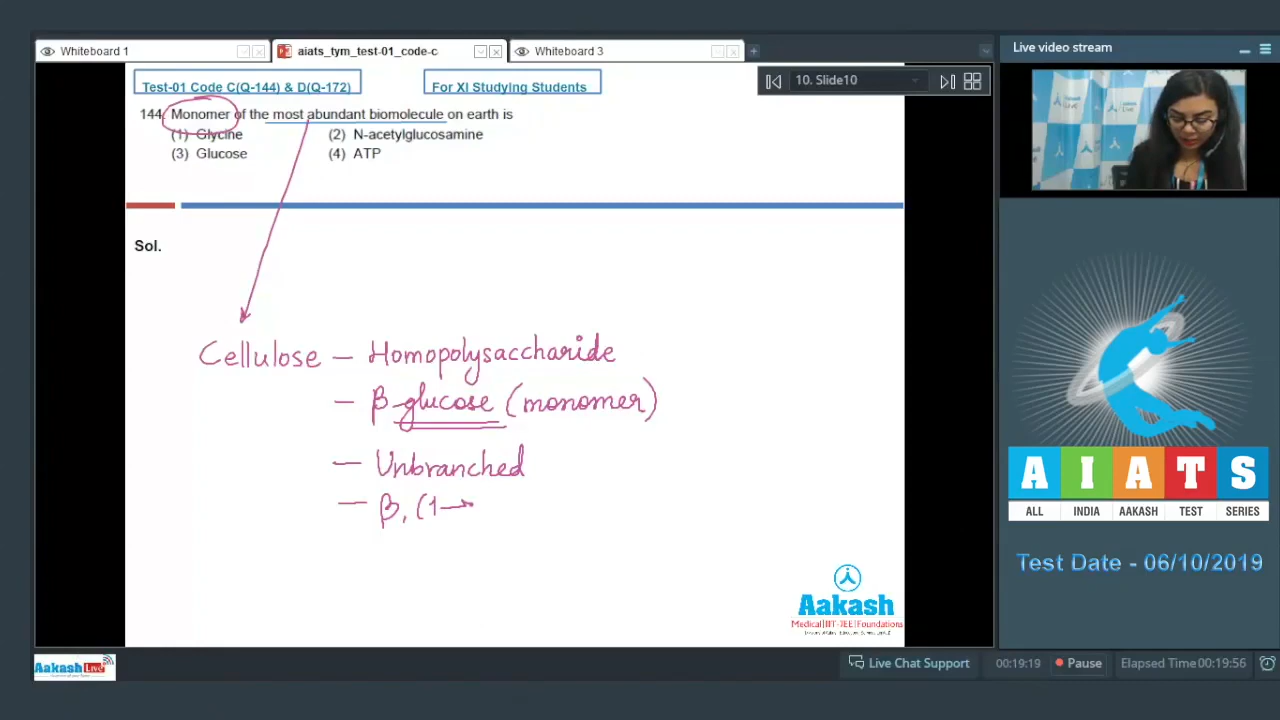 Whiteboard 1
aiats_tym_test-01_code-c
Whiteboard 3
Live video stream
10. Slide10
Test-01 Code C(Q-144) & D(Q-172)
For XI Studying Students
144. Monomer of the most abundant biomolecule on earth is
(1) Glycine (2) N-acetylglucosamine
(3) Glucose (4) ATP
Sol.
Cellulose — Homopolysaccharide
— β-glucose (monomer)
— Unbranched
— β, (1→
Aakash
Medical|IIT-JEE|Foundations
A I A T S
ALL INDIA AAKASH TEST SERIES
Test Date - 06/10/2019
Aakash Live
Live Chat Support
00:19:19
Pause
Elapsed Time 00:19:56